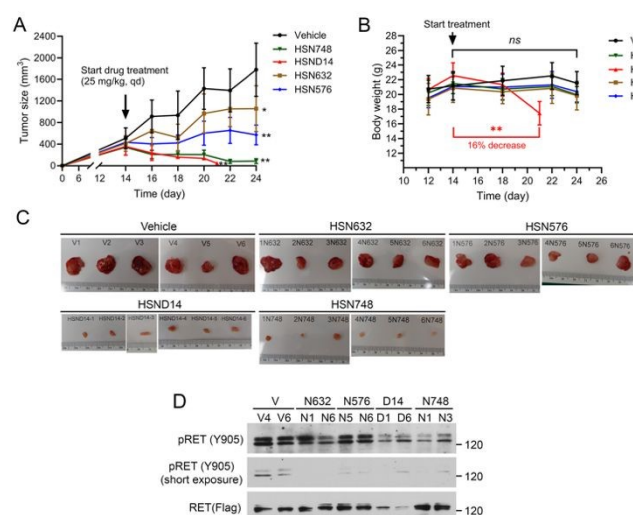 A
Tumor size (mm³)
2400
2000
1600
1200
800
400
0
Start drug treatment
(25 mg/kg, qd)
Vehicle
HSN748
HSND14
HSN632
HSN576
*
**
**
**
0 6 12 14 16 18 20 22 24
Time (day)
B
Start treatment
Body weight (g)
28
26
24
22
20
18
16
14
12
10
ns
**
16% decrease
10 12 14 16 18 20 22 24 26
Time (day)
C
Vehicle HSN632 HSN576
V1 V2 V3 V4 V5 V6 1N632 2N632 3N632 4N632 5N632 6N632 1N576 2N576 3N576 4N576 5N576 6N576
HSND14 HSN748
HSND14-1 HSND14-2 HSND14-3 HSND14-4 HSND14-5 HSND14-6 1N748 2N748 3N748 4N748 5N748 6N748
D
V N632 N576 D14 N748
V4 V6 N1 N6 N5 N6 D1 D6 N1 N3
pRET (Y905) - 120
pRET (Y905)
(short exposure) - 120
RET(Flag) - 120